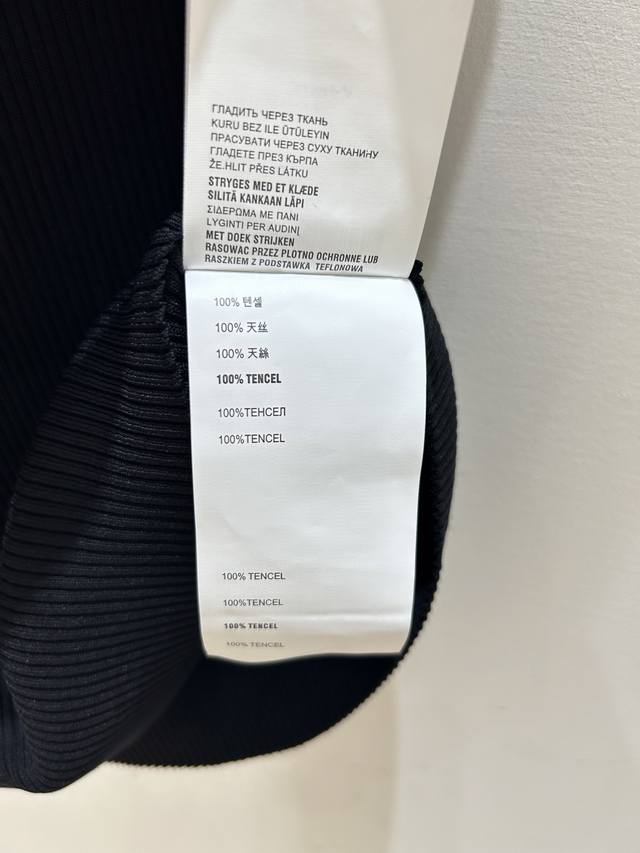 ГЛАДИТЬ ЧЕРЕЗ ТКАНЬ
KURU BEZ ILE ÜTÜLEYIN
ПРАСУВАТИ ЧЕРЕЗ СУХУ ТКАНИНУ
ГЛАДЕТЕ ПРЕЗ КЪРПА
ŽE.HLIT PŘES LÁTKU
STRYGES MED ET KLÆDE
SILITÄ KANKAAN LÄPI
ΣΙΔΕΡΩΜΑ ΜΕ ΠΑΝΙ
LYGINTI PER AUDINĮ
MET DOEK STRIJKEN
RASOWAC PRZEZ PLOTNO OCHRONNE LUB
RASZKIEM Z PODSTAWKA TEFLONOWA
100% 텐셀
100% 天丝
100% 天絲
100% TENCEL
100%ТЕНСЕЛ
100%TENCEL
100% TENCEL
100%TENCEL
100% TENCEL
100% TENCEL